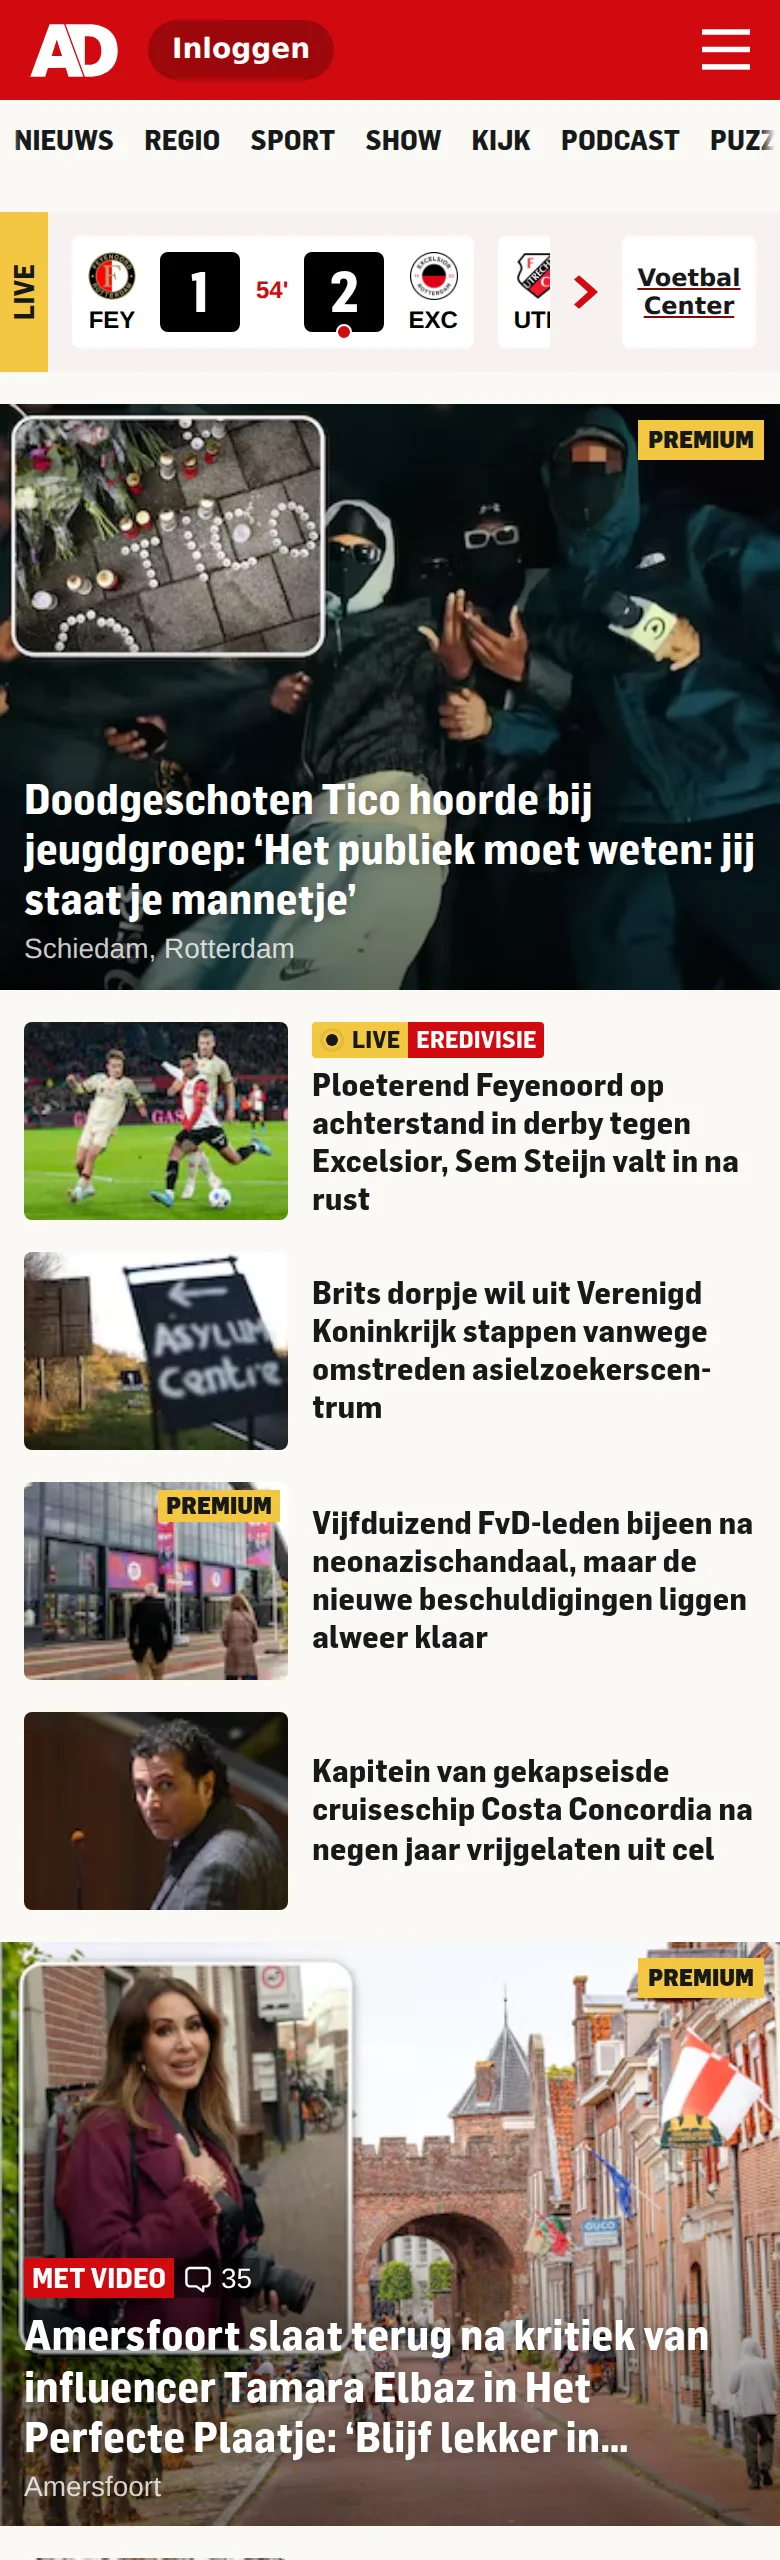 AD
Inloggen
NIEUWS REGIO SPORT SHOW KIJK PODCAST PUZZ
LIVE
FEY
1
54'
2
EXC
UTR
Voetbal
Center
PREMIUM
TICO
Doodgeschoten Tico hoorde bij
jeugdgroep: ‘Het publiek moet weten: jij
staat je mannetje’
Schiedam, Rotterdam
LIVE EREDIVISIE
Ploeterend Feyenoord op
achterstand in derby tegen
Excelsior, Sem Steijn valt in na
rust
ASYLUM
Centre
Brits dorpje wil uit Verenigd
Koninkrijk stappen vanwege
omstreden asielzoekerscen-
trum
PREMIUM
Vijfduizend FvD-leden bijeen na
neonazischandaal, maar de
nieuwe beschuldigingen liggen
alweer klaar
Kapitein van gekapseisde
cruiseschip Costa Concordia na
negen jaar vrijgelaten uit cel
PREMIUM
MET VIDEO 35
Amersfoort slaat terug na kritiek van
influencer Tamara Elbaz in Het
Perfecte Plaatje: ‘Blijf lekker in...
Amersfoort